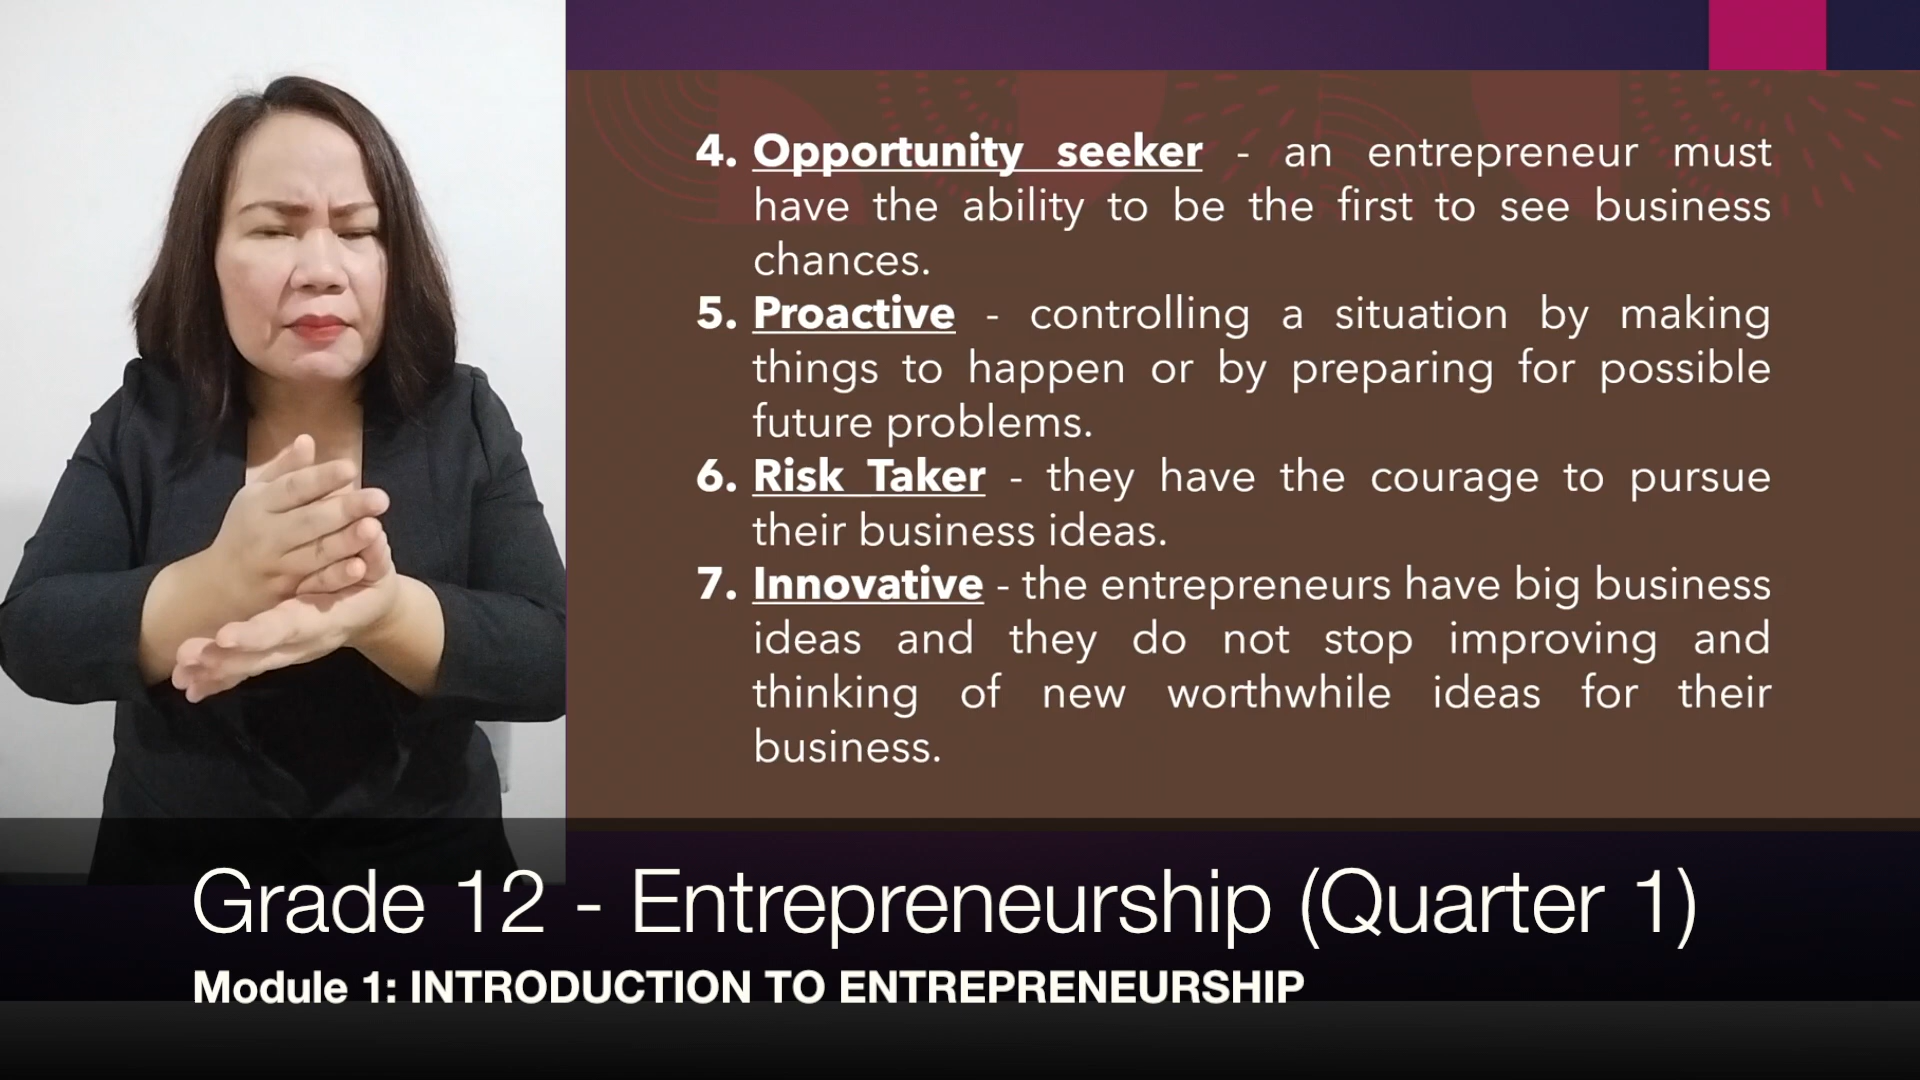 4. Opportunity seeker - an entrepreneur must
have the ability to be the first to see business
chances.
5. Proactive - controlling a situation by making
things to happen or by preparing for possible
future problems.
6. Risk Taker - they have the courage to pursue
their business ideas.
7. Innovative - the entrepreneurs have big business
ideas and they do not stop improving and
thinking of new worthwhile ideas for their
business.
Grade 12 - Entrepreneurship (Quarter 1)
Module 1: INTRODUCTION TO ENTREPRENEURSHIP